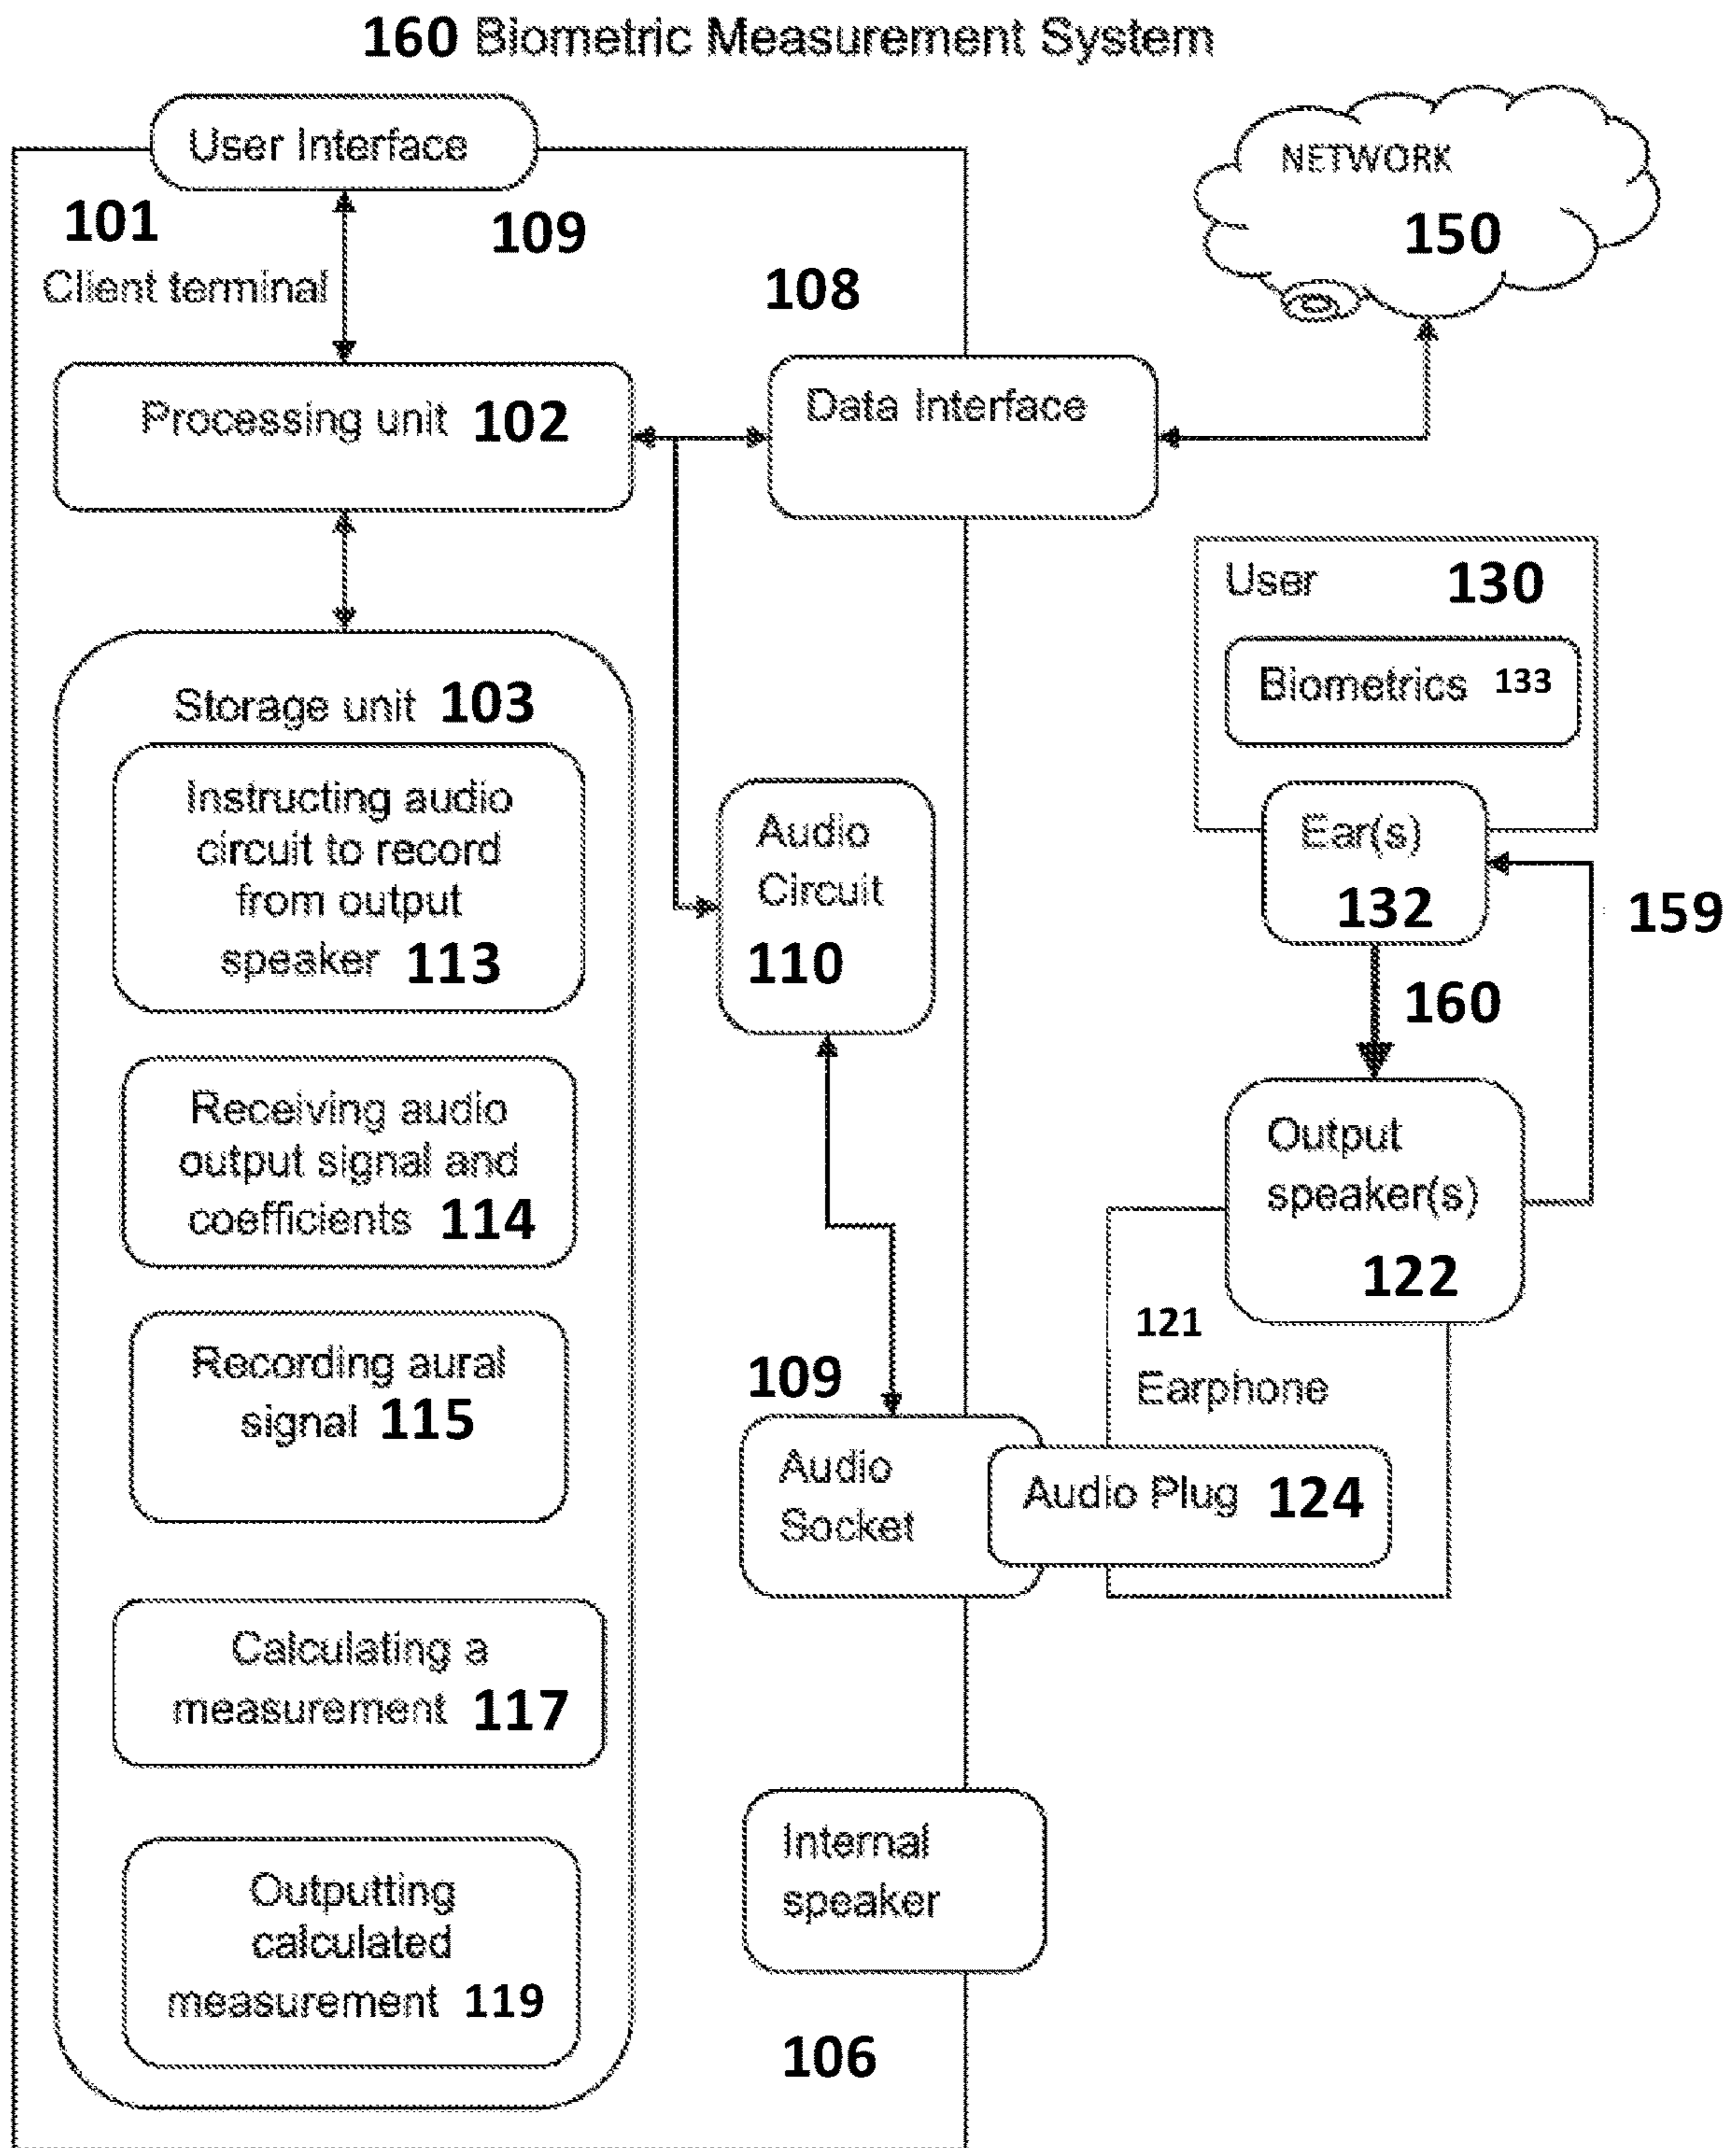 160 Biometric Measurement System
User Interface
NETWORK
150
101
109
Client terminal
108
Processing unit 102
Data Interface
User 130
Biometrics 133
Storage unit 103
Instructing audio
circuit to record
from output
speaker 113
Audio
Circuit
110
Ear(s)
132
159
160
Receiving audio
output signal and
coefficients 114
Output
speaker(s)
122
121
Earphone
Recording aural
signal 115
109
Audio
Socket
Audio Plug 124
Calculating a
measurement 117
Internal
speaker
Outputting
calculated
measurement 119
106